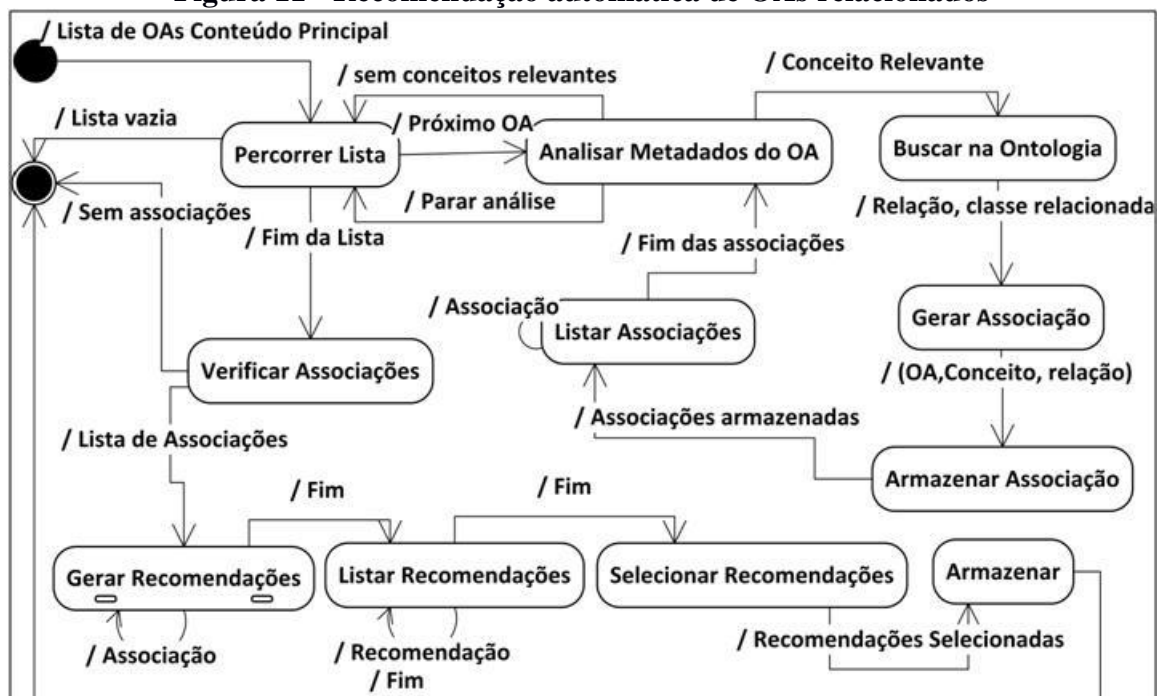 Figura 11 - Recomendação automática de OAs relacionados
/ Lista de OAs Conteúdo Principal
/ sem conceitos relevantes
/ Conceito Relevante
/ Lista vazia
/ Próximo OA
Percorrer Lista
Analisar Metadados do OA
Buscar na Ontologia
/ Sem associações
/ Parar análise
/ Relação, classe relacionada
/ Fim da Lista
/ Fim das associações
/ Associação
Listar Associações
Gerar Associação
Verificar Associações
/ (OA,Conceito, relação)
/ Lista de Associações
/ Associações armazenadas
Armazenar Associação
/ Fim
/ Fim
Gerar Recomendações
Listar Recomendações
Selecionar Recomendações
Armazenar
/ Associação
/ Recomendação
/ Recomendações Selecionadas
/ Fim